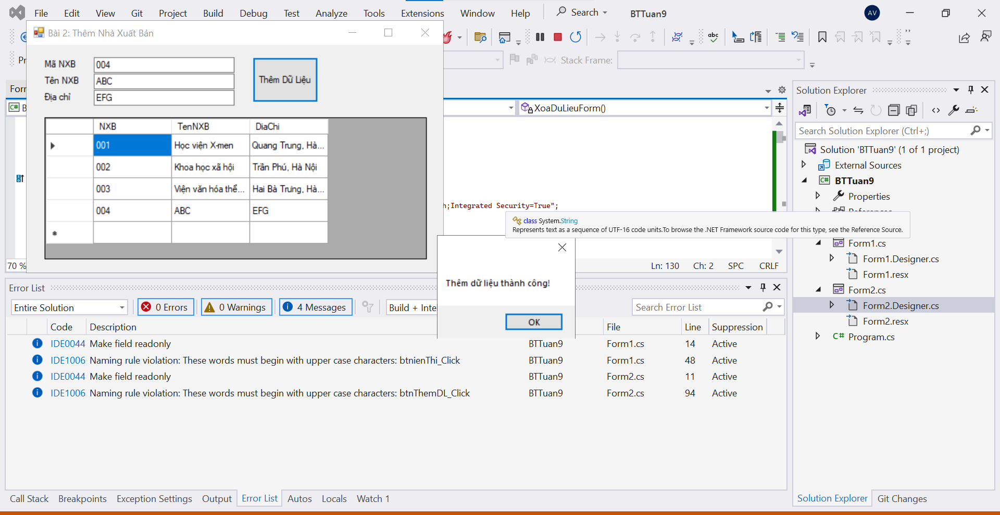 File Edit View Git Project Build Debug Test Analyze Tools Extensions Window Help Search BTTuan9 AV
Bài 2: Thêm Nhà Xuất Bản
Mã NXB 004
Tên NXB ABC
Địa chỉ EFG
Thêm Dữ Liệu
NXB TenNXB DiaChi
001 Học viện X-men Quang Trung, Hà...
002 Khoa học xã hội Trần Phú, Hà Nội
003 Viện văn hóa thể... Hai Bà Trưng, Hà...
004 ABC EFG
Pr
Stack Frame:
Form
C# B
XoaDuLieuForm()
h;Integrated Security=True";
class System.String
Represents text as a sequence of UTF-16 code units.To browse the .NET Framework source code for this type, see the Reference Source.
70 % Ln: 130 Ch: 2 SPC CRLF
Thêm dữ liệu thành công!
OK
Error List
Entire Solution 0 Errors 0 Warnings 4 Messages Build + Inte Search Error List
Code Description File Line Suppression
IDE0044 Make field readonly BTTuan9 Form1.cs 14 Active
IDE1006 Naming rule violation: These words must begin with upper case characters: btnienThi_Click BTTuan9 Form1.cs 48 Active
IDE0044 Make field readonly BTTuan9 Form2.cs 11 Active
IDE1006 Naming rule violation: These words must begin with upper case characters: btnThemDL_Click BTTuan9 Form2.cs 94 Active
Call Stack Breakpoints Exception Settings Output Error List Autos Locals Watch 1
Solution Explorer
Search Solution Explorer (Ctrl+;)
Solution 'BTTuan9' (1 of 1 project)
External Sources
C# BTTuan9
Properties
References
Form1.cs
Form1.Designer.cs
Form1.resx
Form2.cs
Form2.Designer.cs
Form2.resx
C# Program.cs
Solution Explorer Git Changes